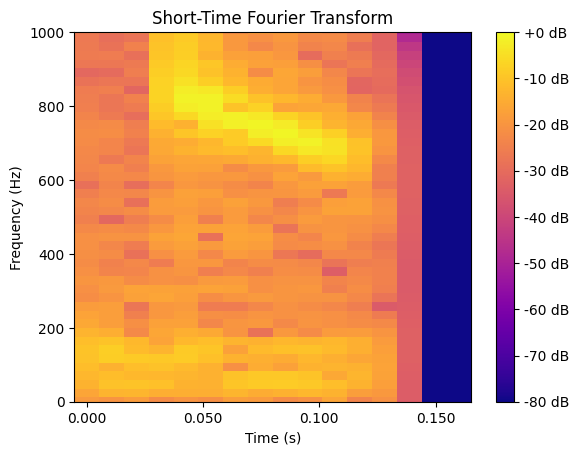 Short-Time Fourier Transform
1000
800
600
400
200
0
Frequency (Hz)
0.000
0.050
0.100
0.150
Time (s)
+0 dB
-10 dB
-20 dB
-30 dB
-40 dB
-50 dB
-60 dB
-70 dB
-80 dB